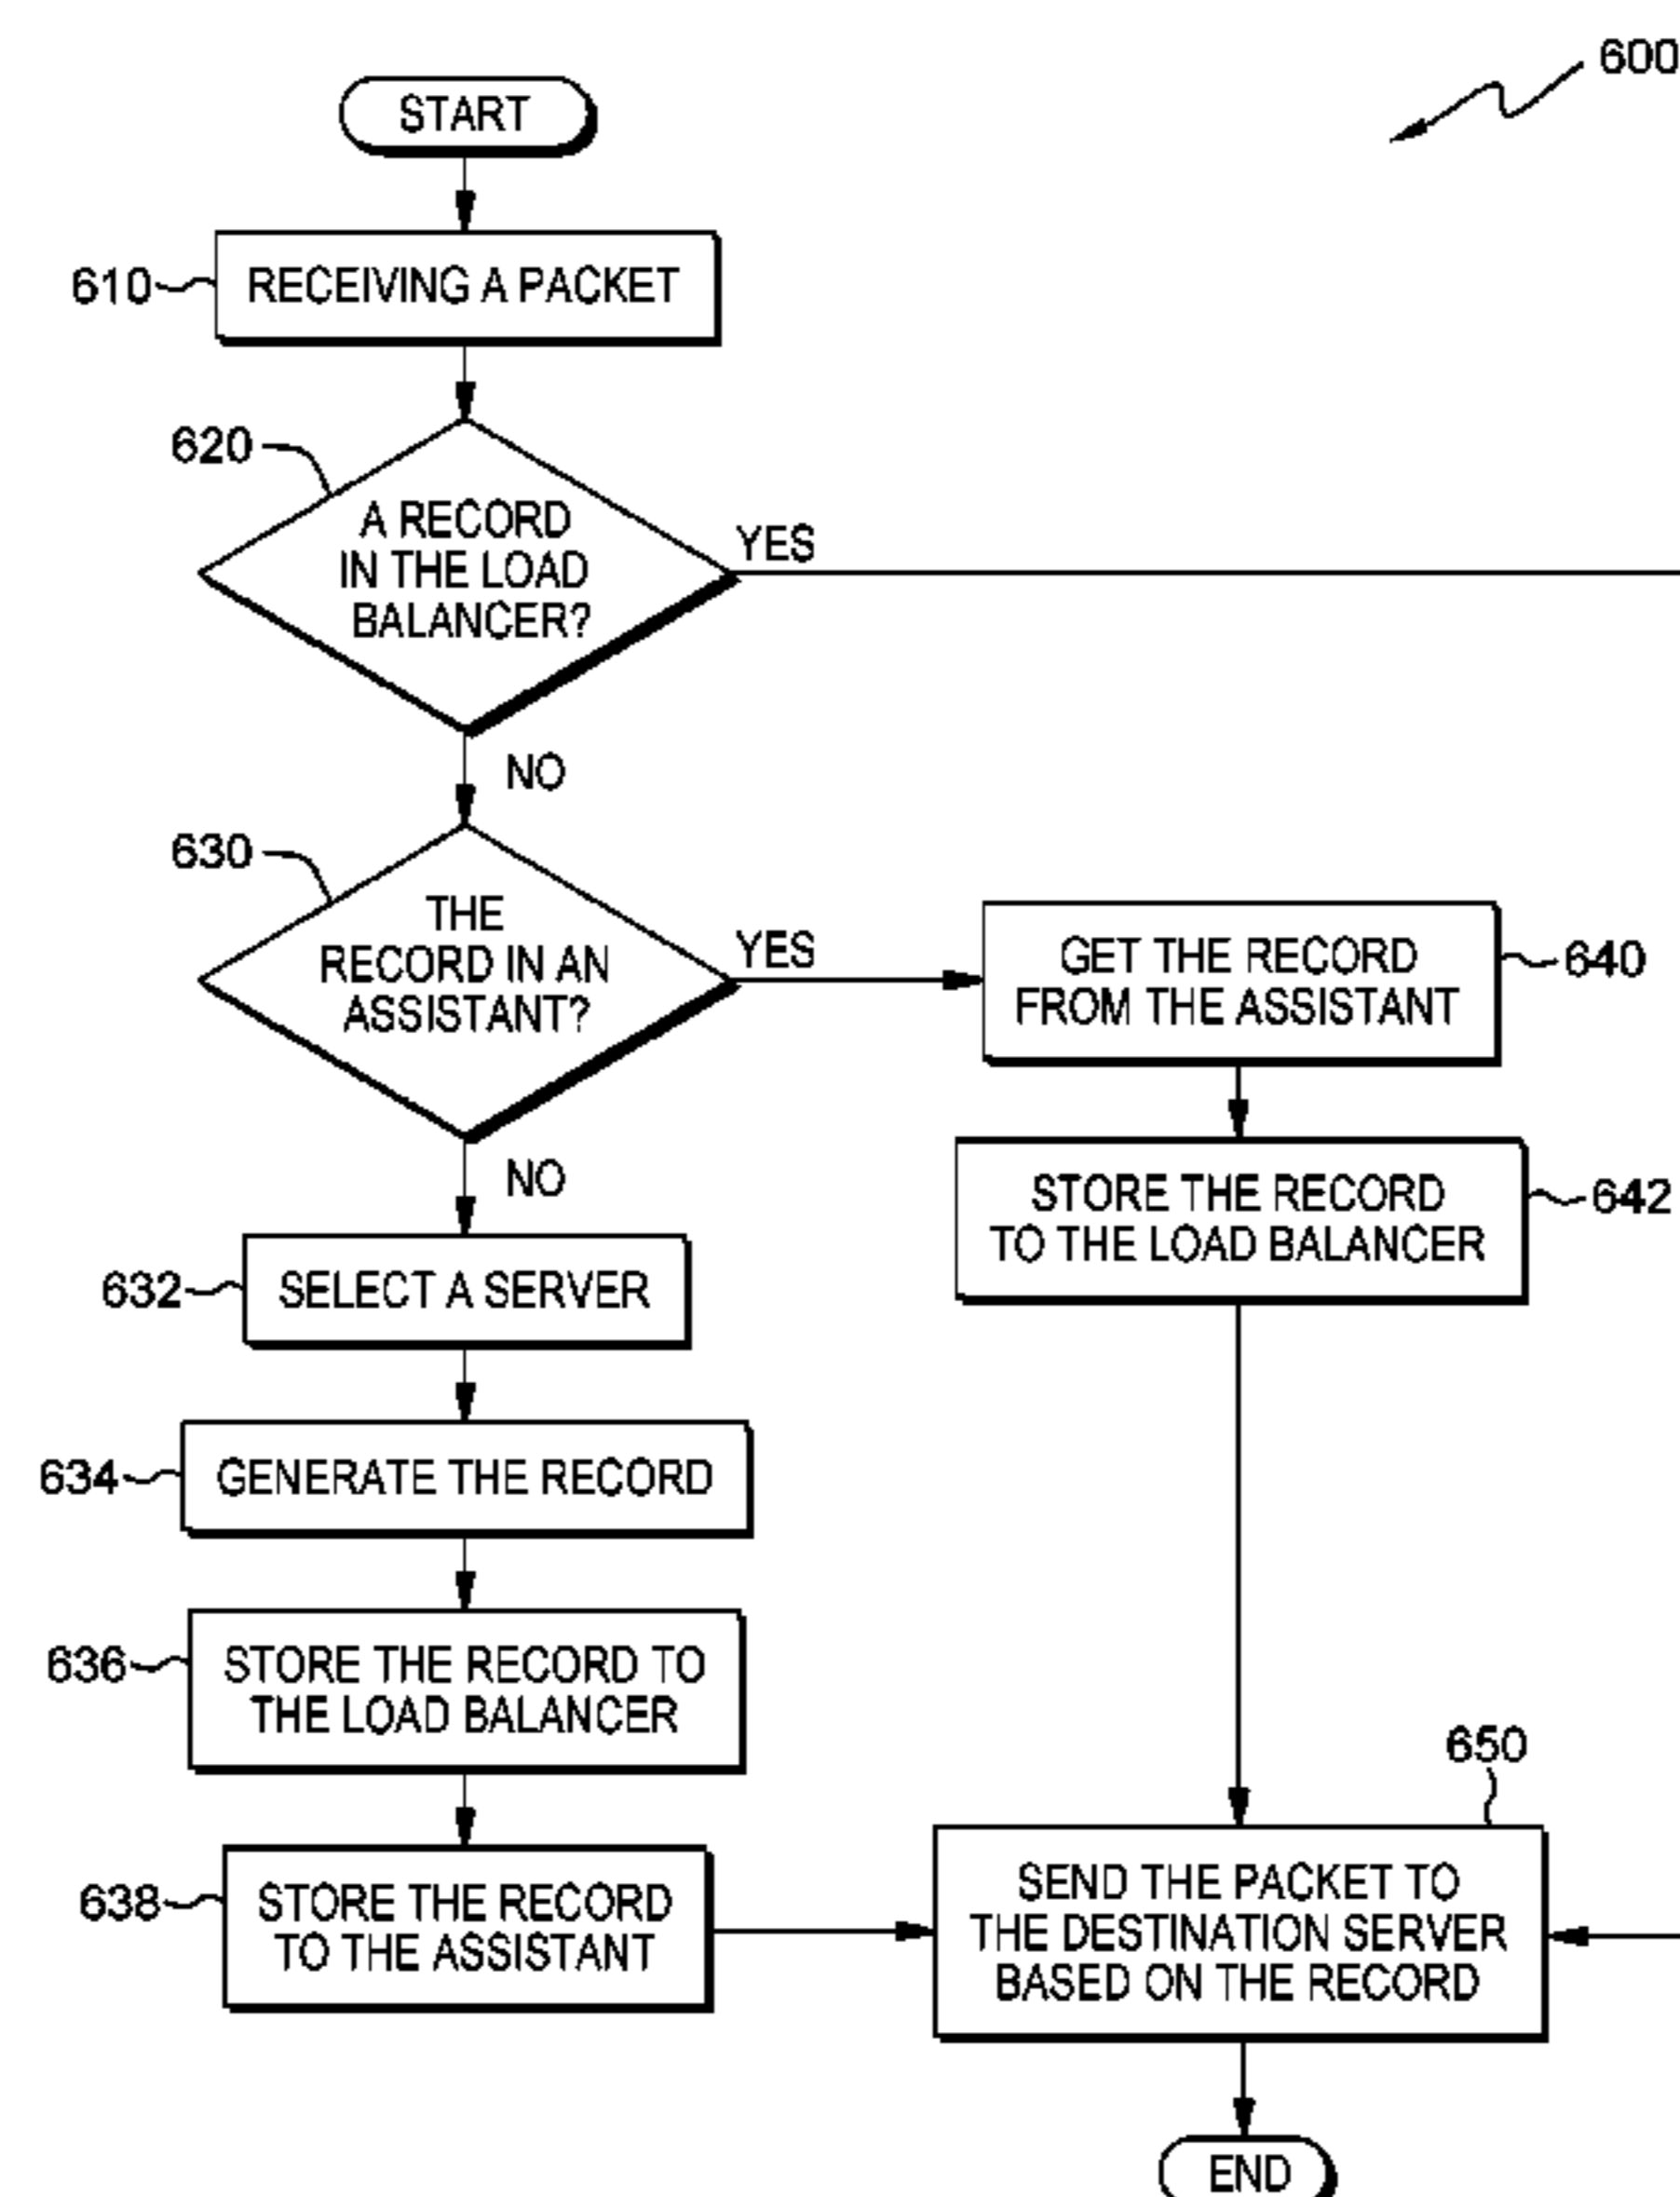 600
START
610
RECEIVING A PACKET
620
A RECORD
IN THE LOAD
BALANCER?
YES
NO
630
THE
RECORD IN AN
ASSISTANT?
YES
GET THE RECORD
FROM THE ASSISTANT
640
NO
STORE THE RECORD
TO THE LOAD BALANCER
642
632
SELECT A SERVER
634
GENERATE THE RECORD
636
STORE THE RECORD TO
THE LOAD BALANCER
638
STORE THE RECORD
TO THE ASSISTANT
650
SEND THE PACKET TO
THE DESTINATION SERVER
BASED ON THE RECORD
END